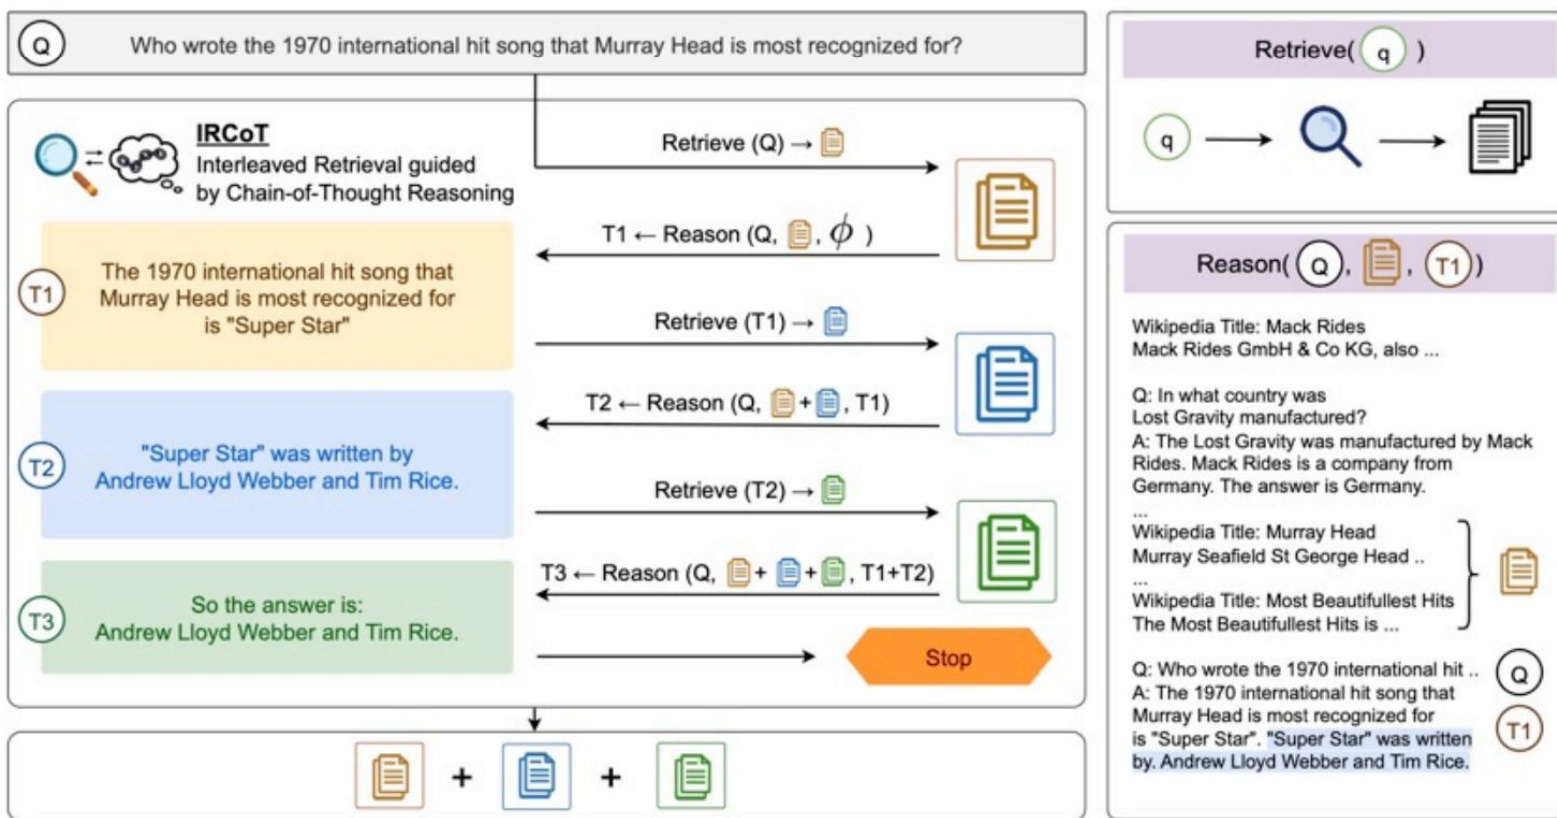 Q
Who wrote the 1970 international hit song that Murray Head is most recognized for?
IRCoT
Interleaved Retrieval guided
by Chain-of-Thought Reasoning
Retrieve (Q) →
T1 ← Reason (Q, , ϕ )
T1
The 1970 international hit song that
Murray Head is most recognized for
is "Super Star"
Retrieve (T1) →
T2 ← Reason (Q, + , T1)
T2
"Super Star" was written by
Andrew Lloyd Webber and Tim Rice.
Retrieve (T2) →
T3 ← Reason (Q, + + , T1+T2)
T3
So the answer is:
Andrew Lloyd Webber and Tim Rice.
Stop
+ +
Retrieve( q )
q
Reason( Q, , T1 )
Wikipedia Title: Mack Rides
Mack Rides GmbH & Co KG, also ...
Q: In what country was
Lost Gravity manufactured?
A: The Lost Gravity was manufactured by Mack
Rides. Mack Rides is a company from
Germany. The answer is Germany.
...
Wikipedia Title: Murray Head
Murray Seafield St George Head ..
...
Wikipedia Title: Most Beautifullest Hits
The Most Beautifullest Hits is ...
Q: Who wrote the 1970 international hit ..
Q
A: The 1970 international hit song that
Murray Head is most recognized for
T1
is "Super Star". "Super Star" was written
by. Andrew Lloyd Webber and Tim Rice.